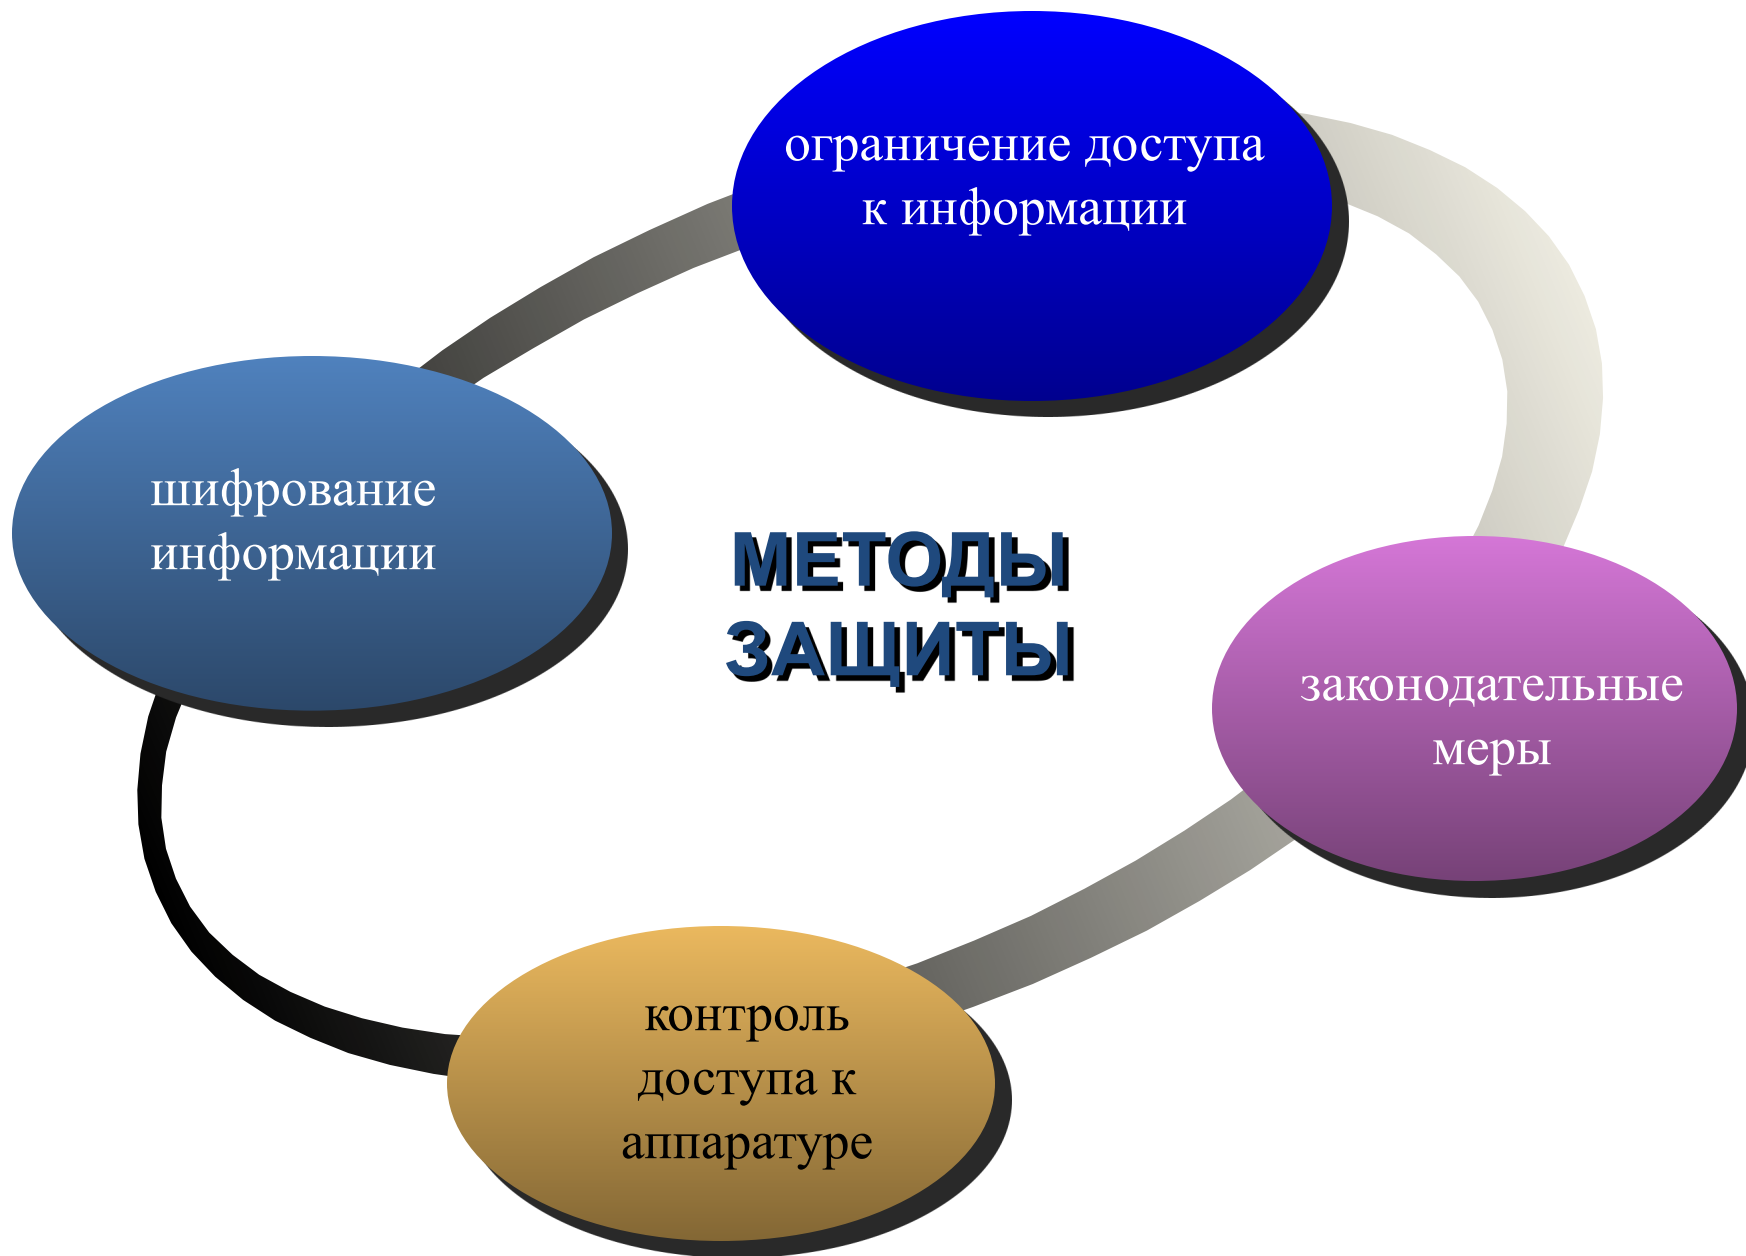 ограничение доступа
к информации
шифрование
информации
МЕТОДЫ
ЗАЩИТЫ
законодательные
меры
контроль
доступа к
аппаратуре